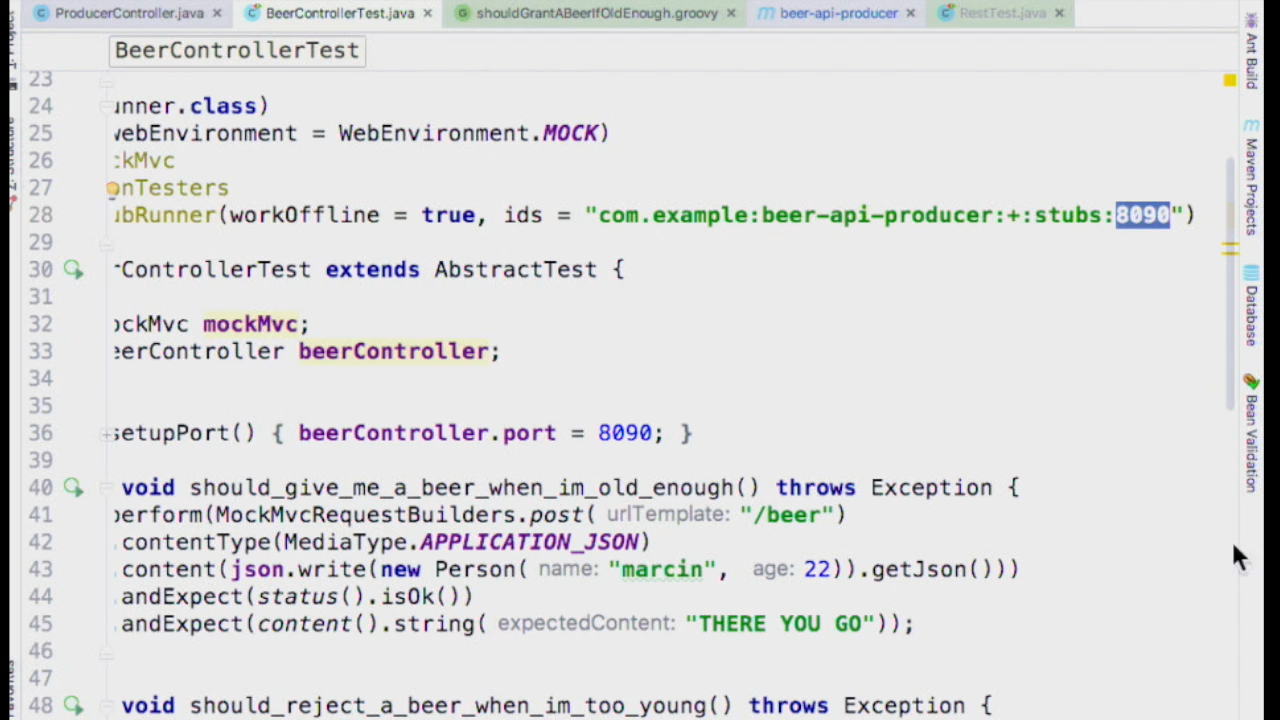 ProducerController.java
BeerControllerTest.java
shouldGrantABeerIfOldEnough.groovy
beer-api-producer
RestTest.java
BeerControllerTest
23
24 unner.class)
25 webEnvironment = WebEnvironment.MOCK)
26 ckMvc
27 onTesters
28 ubRunner(workOffline = true, ids = "com.example:beer-api-producer:+:stubs:8090")
29
30 rControllerTest extends AbstractTest {
31
32 ockMvc mockMvc;
33 eerController beerController;
34
35
36 setupPort() { beerController.port = 8090; }
39
40 void should_give_me_a_beer_when_im_old_enough() throws Exception {
41 perform(MockMvcRequestBuilders.post( urlTemplate: "/beer")
42 .contentType(MediaType.APPLICATION_JSON)
43 .content(json.write(new Person( name: "marcin", age: 22)).getJson()))
44 .andExpect(status().isOk())
45 .andExpect(content().string( expectedContent: "THERE YOU GO"));
46
47
48 void should_reject_a_beer_when_im_too_young() throws Exception {
Ant Build
Maven Projects
Database
Bean Validation